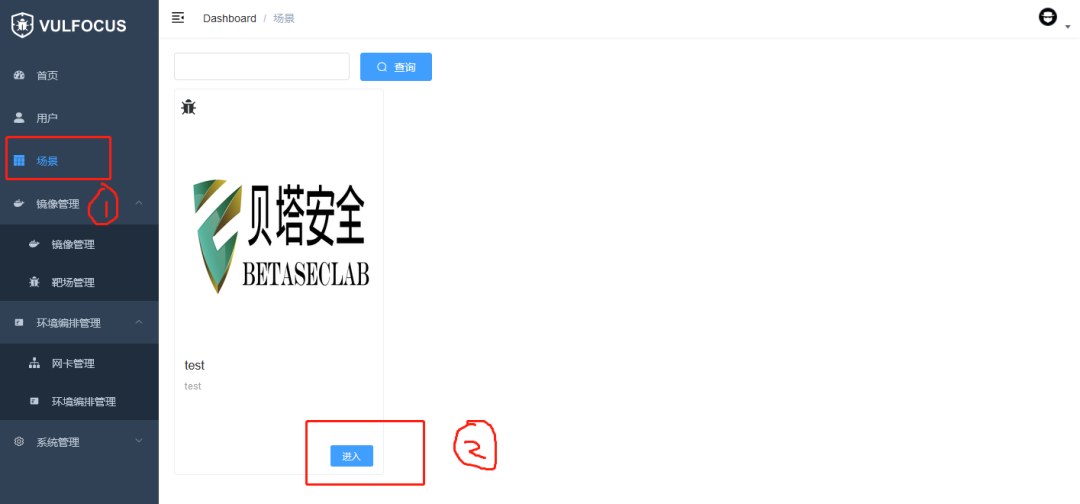 VULFOCUS
首页
用户
场景
1
镜像管理
镜像管理
靶场管理
环境编排管理
网卡管理
环境编排管理
系统管理
Dashboard / 场景
查询
贝塔安全
BETASECLAB
test
test
进入
2